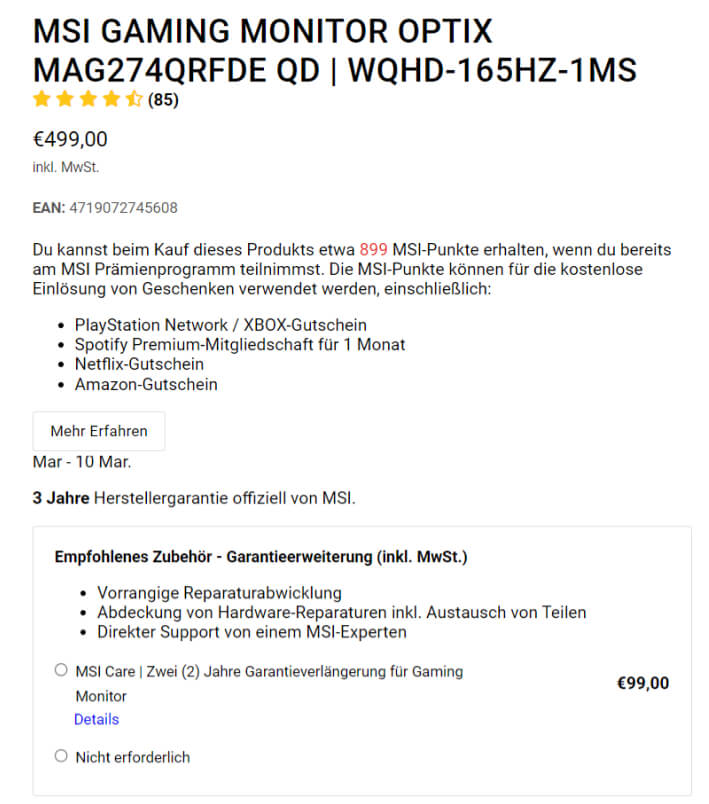 MSI GAMING MONITOR OPTIX
MAG274QRFDE QD | WQHD-165HZ-1MS
(85)
€499,00
inkl. MwSt.
EAN: 4719072745608
Du kannst beim Kauf dieses Produkts etwa 899 MSI-Punkte erhalten, wenn du bereits
am MSI Prämienprogramm teilnimmst. Die MSI-Punkte können für die kostenlose
Einlösung von Geschenken verwendet werden, einschließlich:
• PlayStation Network / XBOX-Gutschein
• Spotify Premium-Mitgliedschaft für 1 Monat
• Netflix-Gutschein
• Amazon-Gutschein
Mehr Erfahren
Mar - 10 Mar.
3 Jahre Herstellergarantie offiziell von MSI.
Empfohlenes Zubehör - Garantieerweiterung (inkl. MwSt.)
• Vorrangige Reparaturabwicklung
• Abdeckung von Hardware-Reparaturen inkl. Austausch von Teilen
• Direkter Support von einem MSI-Experten
MSI Care | Zwei (2) Jahre Garantieverlängerung für Gaming
Monitor
€99,00
Details
Nicht erforderlich